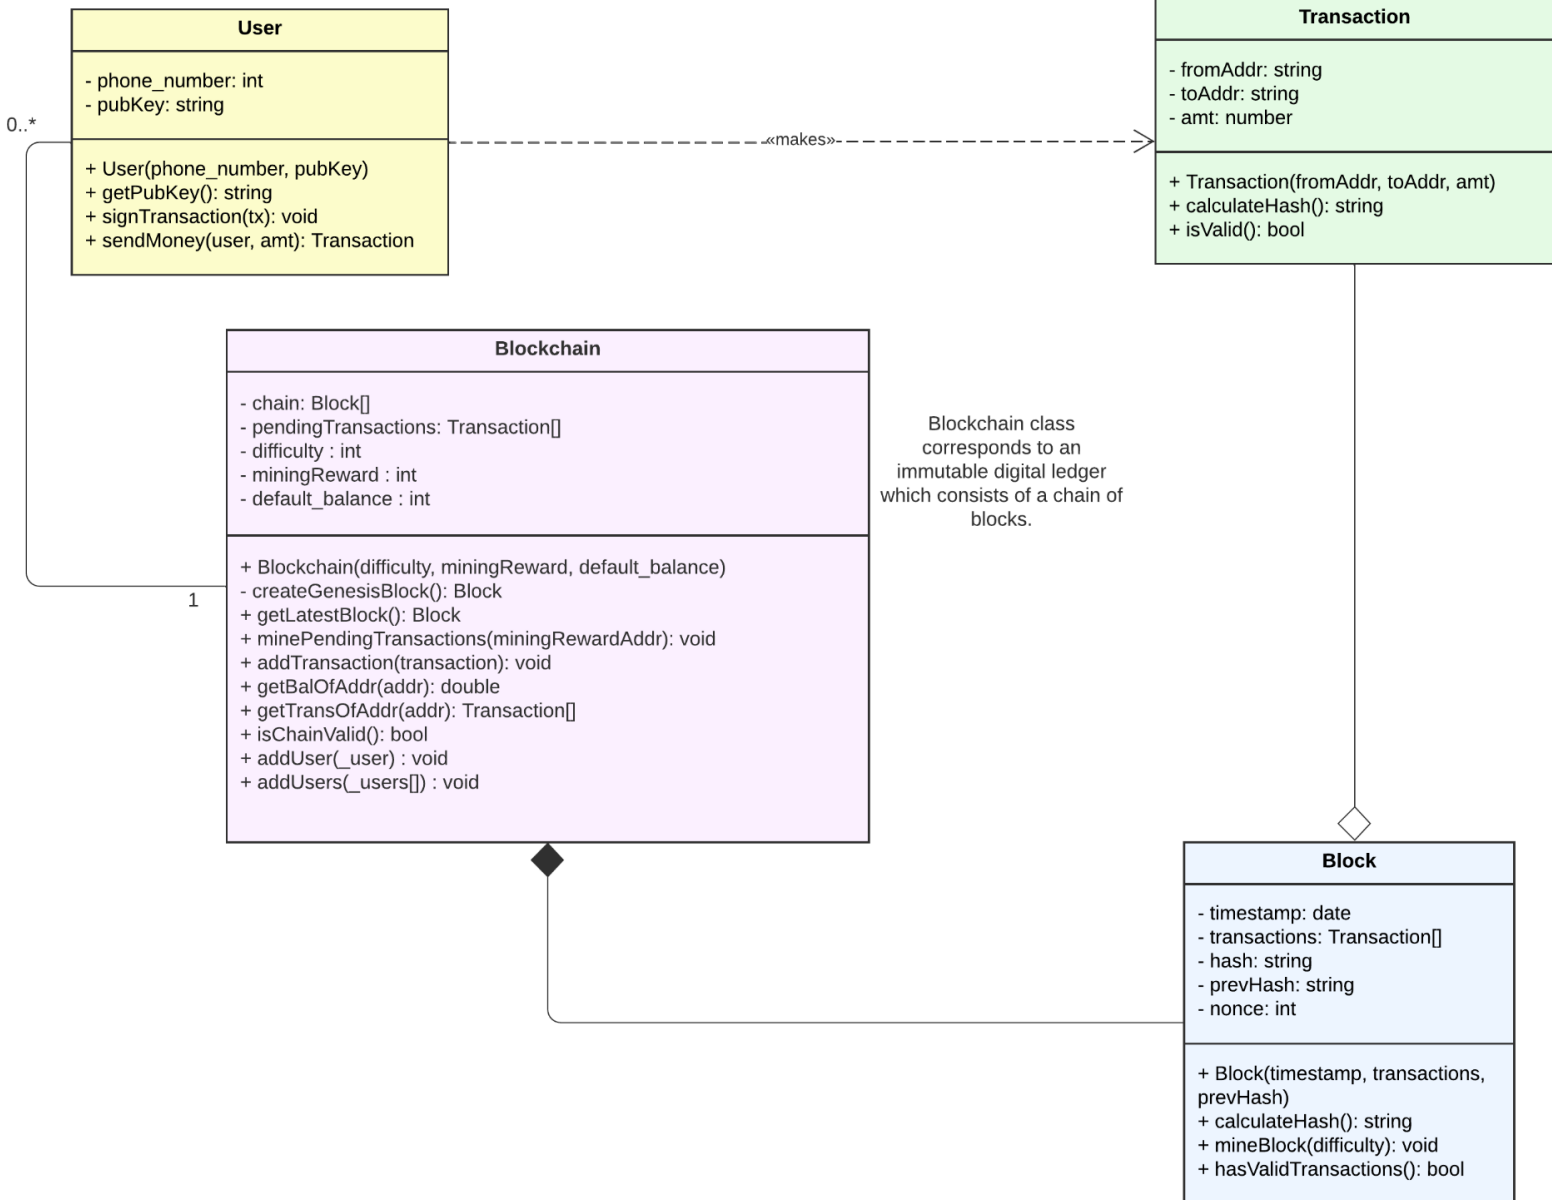 User
- phone_number: int
- pubKey: string
+ User(phone_number, pubKey)
+ getPubKey(): string
+ signTransaction(tx): void
+ sendMoney(user, amt): Transaction
0..*
«makes»
Transaction
- fromAddr: string
- toAddr: string
- amt: number
+ Transaction(fromAddr, toAddr, amt)
+ calculateHash(): string
+ isValid(): bool
Blockchain
- chain: Block[]
- pendingTransactions: Transaction[]
- difficulty : int
- miningReward : int
- default_balance : int
+ Blockchain(difficulty, miningReward, default_balance)
- createGenesisBlock(): Block
+ getLatestBlock(): Block
+ minePendingTransactions(miningRewardAddr): void
+ addTransaction(transaction): void
+ getBalOfAddr(addr): double
+ getTransOfAddr(addr): Transaction[]
+ isChainValid(): bool
+ addUser(_user) : void
+ addUsers(_users[]) : void
1
Blockchain class
corresponds to an
immutable digital ledger
which consists of a chain of
blocks.
Block
- timestamp: date
- transactions: Transaction[]
- hash: string
- prevHash: string
- nonce: int
+ Block(timestamp, transactions,
prevHash)
+ calculateHash(): string
+ mineBlock(difficulty): void
+ hasValidTransactions(): bool